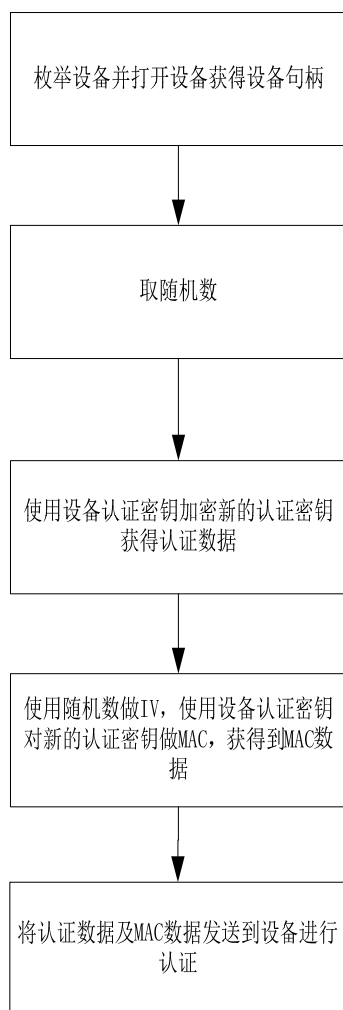 枚举设备并打开设备获得设备句柄
取随机数
使用设备认证密钥加密新的认证密钥
获得认证数据
使用随机数做IV，使用设备认证密钥
对新的认证密钥做MAC，获得到MAC数
据
将认证数据及MAC数据发送到设备进行
认证